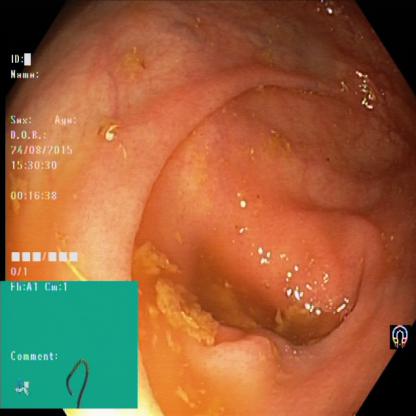 ID:
Name:
Sex: Age:
D.O.B.:
24/08/2015
15:30:30
00:16:38
■■■/■■■
0/1
Eh:A1 Cm:1
Comment: